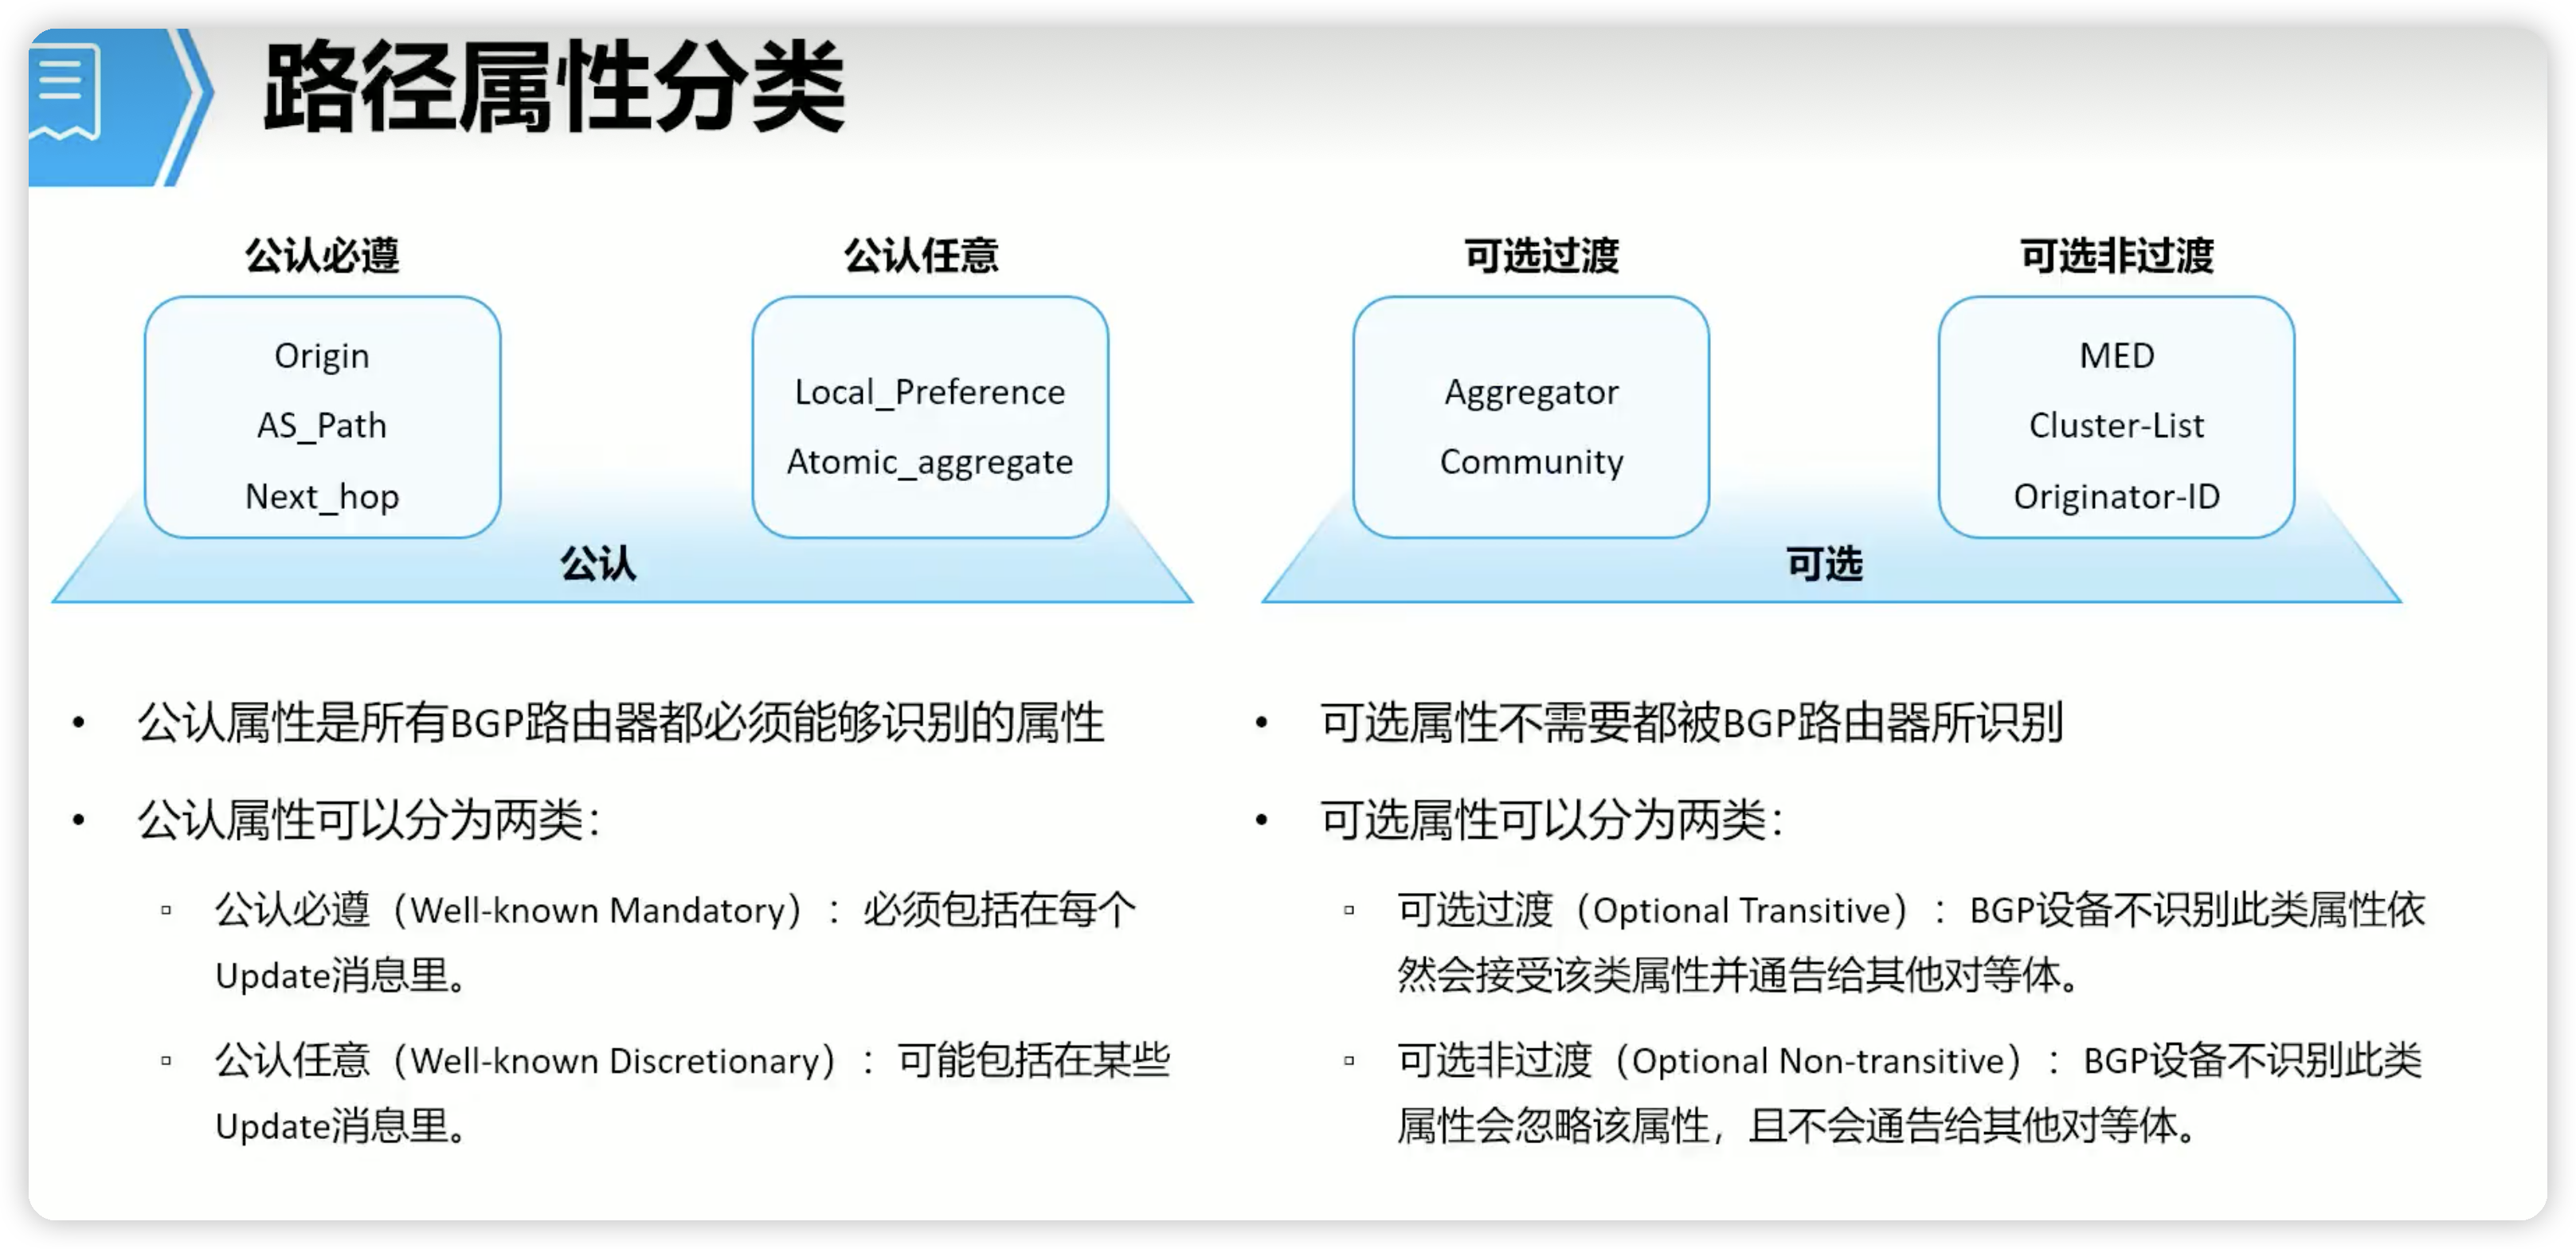 路径属性分类
公认必遵
Origin
AS_Path
Next_hop
公认任意
Local_Preference
Atomic_aggregate
公认
可选过渡
Aggregator
Community
可选非过渡
MED
Cluster-List
Originator-ID
可选
• 公认属性是所有BGP路由器都必须能够识别的属性
• 公认属性可以分为两类：
▫ 公认必遵（Well-known Mandatory）：必须包括在每个
Update消息里。
▫ 公认任意（Well-known Discretionary）：可能包括在某些
Update消息里。
• 可选属性不需要都被BGP路由器所识别
• 可选属性可以分为两类：
▫ 可选过渡（Optional Transitive）：BGP设备不识别此类属性依
然会接受该类属性并通告给其他对等体。
▫ 可选非过渡（Optional Non-transitive）：BGP设备不识别此类
属性会忽略该属性，且不会通告给其他对等体。